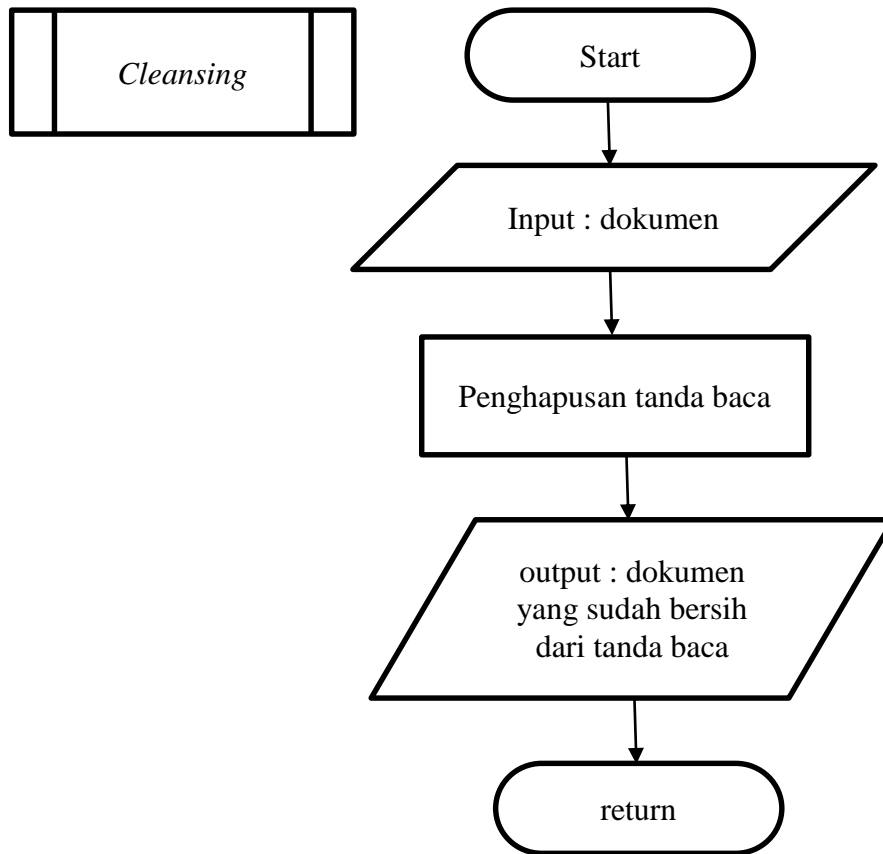 Cleansing
Start
Input : dokumen
Penghapusan tanda baca
output : dokumen
yang sudah bersih
dari tanda baca
return